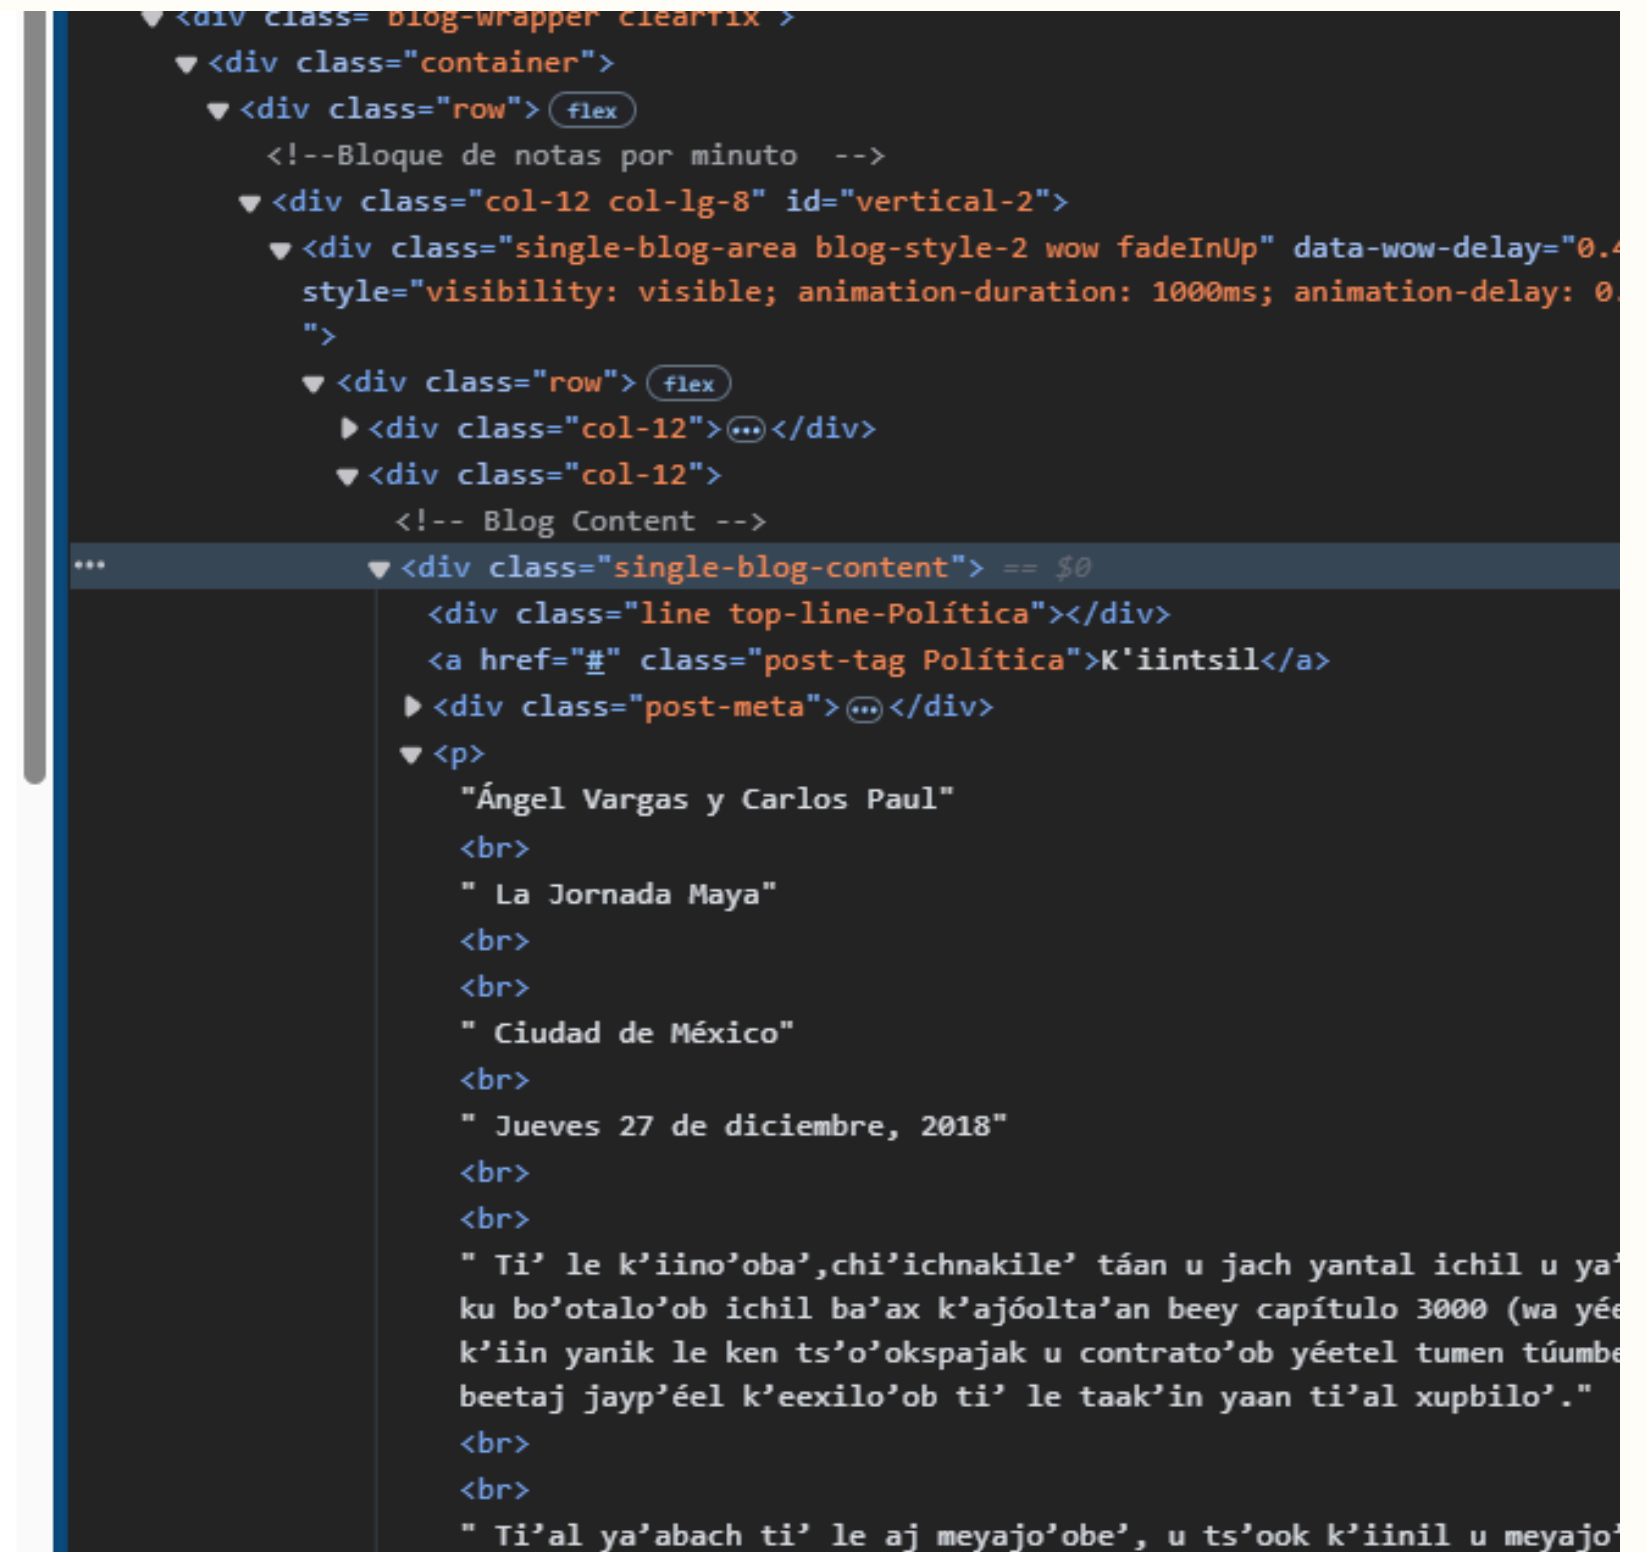 <div class="blog-wrapper clearfix">
<div class="container">
<div class="row"> flex
<!--Bloque de notas por minuto  -->
<div class="col-12 col-lg-8" id="vertical-2">
<div class="single-blog-area blog-style-2 wow fadeInUp" data-wow-delay="0.
style="visibility: visible; animation-duration: 1000ms; animation-delay: 0.
">
<div class="row"> flex
<div class="col-12">…</div>
<div class="col-12">
<!-- Blog Content -->
… <div class="single-blog-content"> == $0
<div class="line top-line-Política"></div>
<a href="#" class="post-tag Política">K'iintsil</a>
<div class="post-meta">…</div>
<p>
"Ángel Vargas y Carlos Paul"
<br>
" La Jornada Maya"
<br>
<br>
" Ciudad de México"
<br>
" Jueves 27 de diciembre, 2018"
<br>
<br>
" Ti’ le k’iino’oba’,chi’ichnakile’ táan u jach yantal ichil u
ku bo’otalo’ob ichil ba’ax k’ajóolta’an beey capítulo 3000 (wa
k’iin yanik le ken ts’o’okspajak u contrato’ob yéetel tumen
beetaj jayp’éel k’eexilo’ob ti’ le taak’in yaan ti’al xupbilo’."
<br>
<br>
" Ti’al ya’abach ti’ le aj meyajo’obe’, u ts’ook k’iinil u